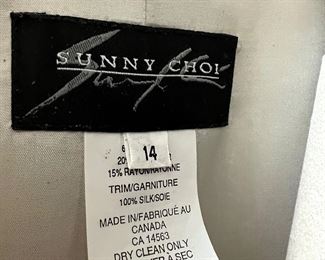 SUNNY CHOI
14
15% RAYON/RAYONNE
TRIM/GARNITURE
100% SILK/SOIE
MADE IN/FABRIQUÉ AU
CANADA
CA 14563
DRY CLEAN ONLY
À SEC